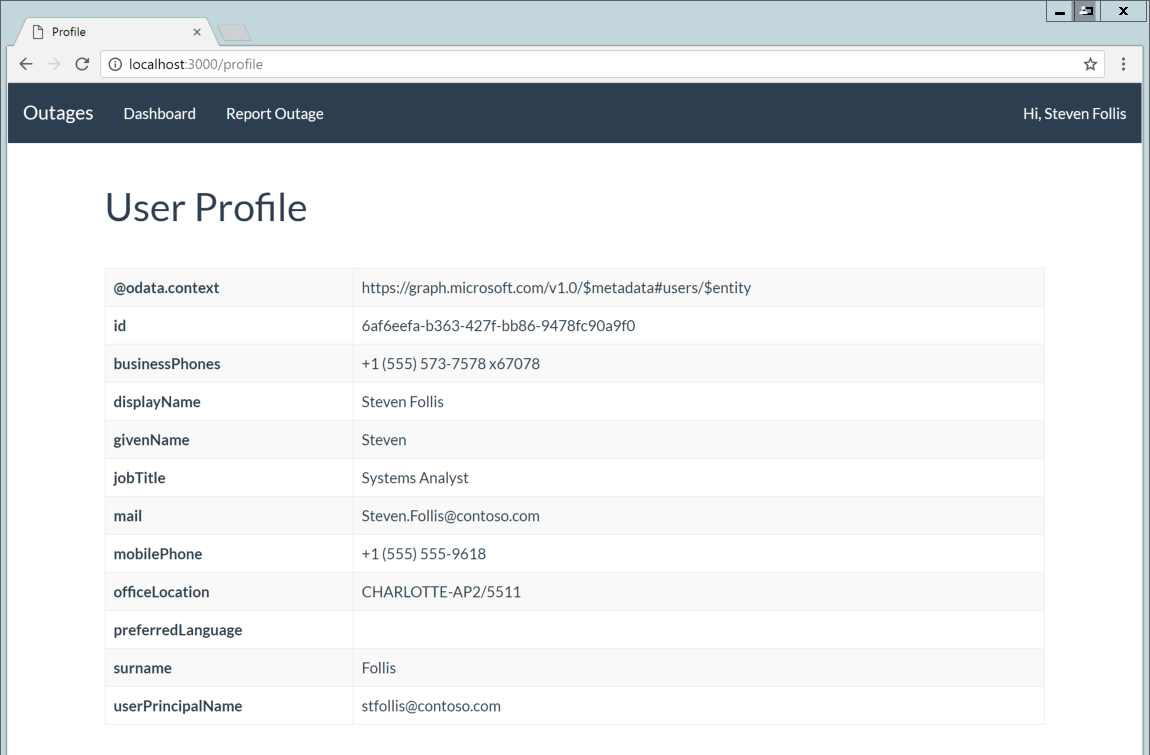 Profile
localhost:3000/profile
Outages Dashboard Report Outage Hi, Steven Follis
User Profile
@odata.context https://graph.microsoft.com/v1.0/$metadata#users/$entity
id 6af6eefa-b363-427f-bb86-9478fc90a9f0
businessPhones +1 (555) 573-7578 x67078
displayName Steven Follis
givenName Steven
jobTitle Systems Analyst
mail Steven.Follis@contoso.com
mobilePhone +1 (555) 555-9618
officeLocation CHARLOTTE-AP2/5511
preferredLanguage
surname Follis
userPrincipalName stfollis@contoso.com